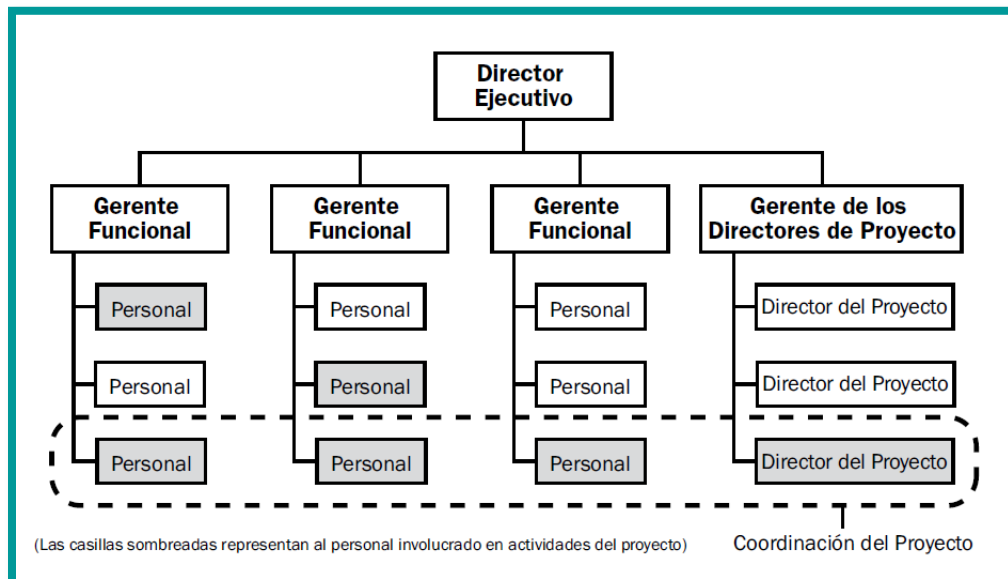 Director
Ejecutivo
Gerente
Funcional
Gerente
Funcional
Gerente
Funcional
Gerente de los
Directores de Proyecto
Personal
Personal
Personal
Director del Proyecto
Personal
Personal
Personal
Director del Proyecto
Personal
Personal
Personal
Director del Proyecto
(Las casillas sombreadas representan al personal involucrado en actividades del proyecto)
Coordinación del Proyecto